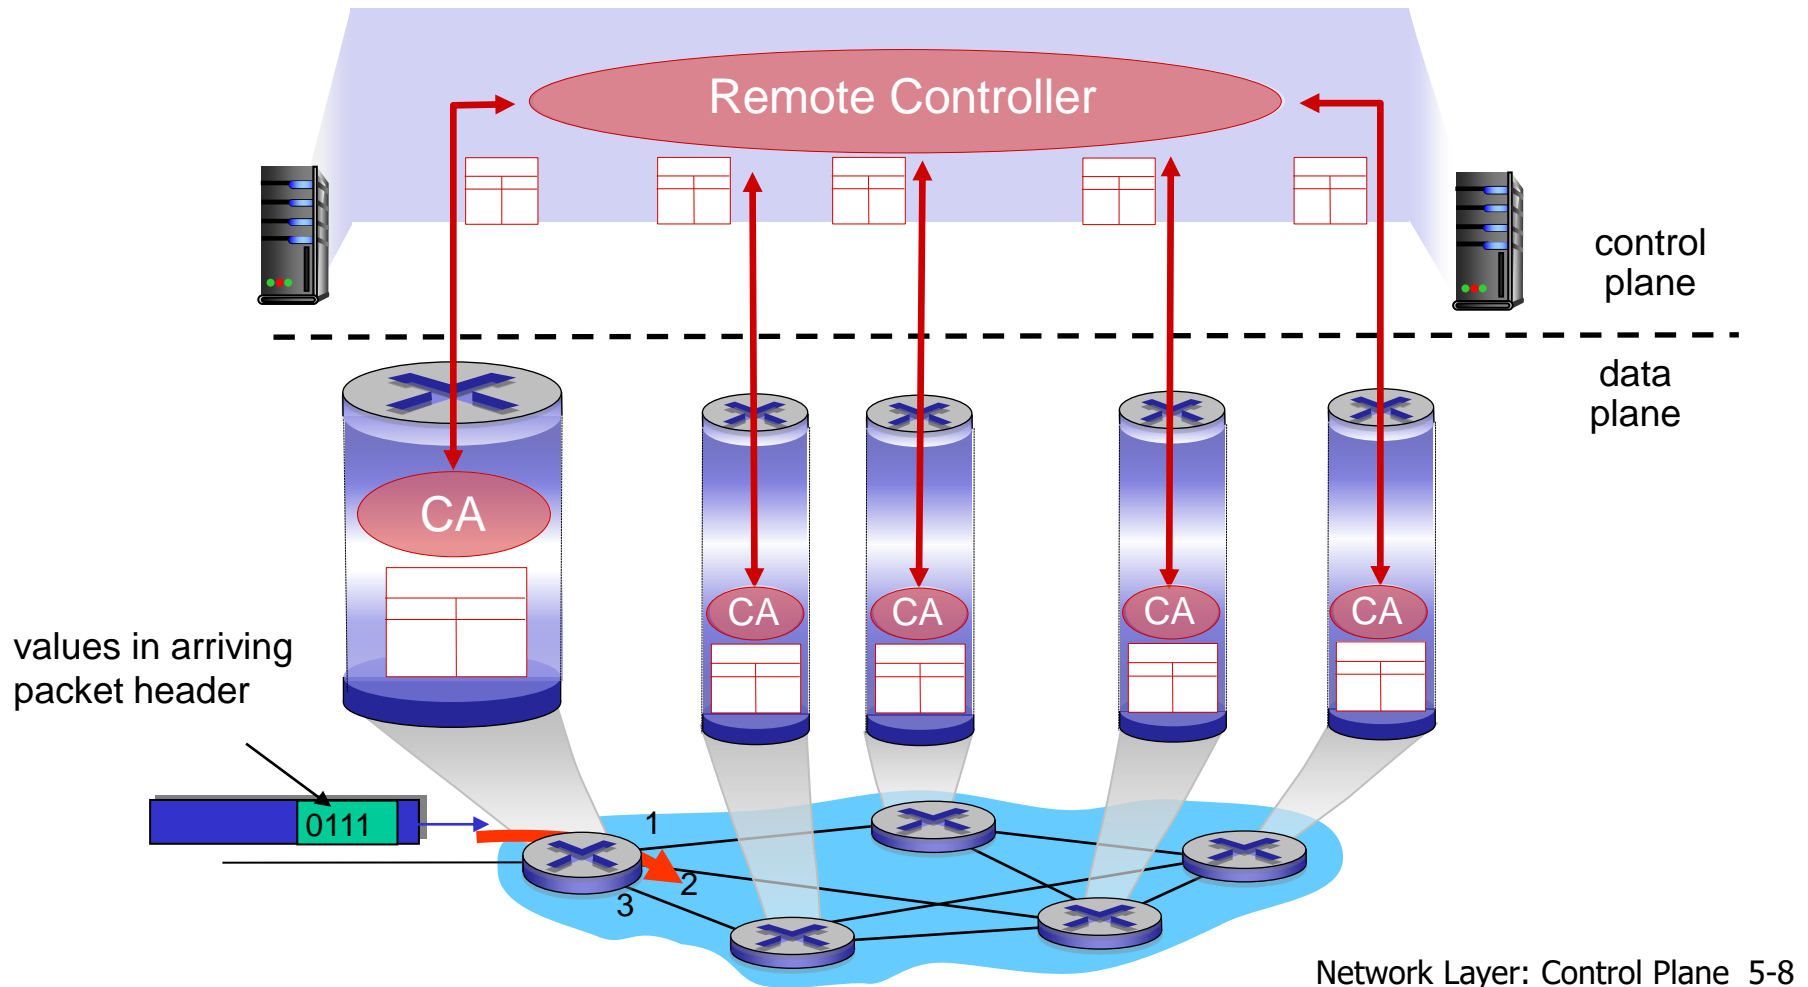 Remote Controller
control
plane
data
plane
CA
CA
CA
CA
CA
values in arriving
packet header
0111
1
2
3
Network Layer: Control Plane 5-8